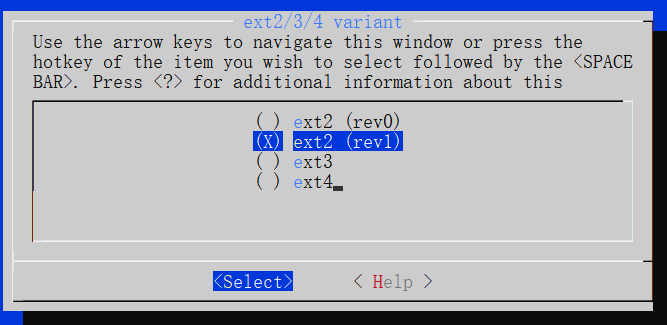 ext2/3/4 variant
Use the arrow keys to navigate this window or press the
hotkey of the item you wish to select followed by the <SPACE
BAR>. Press <?> for additional information about this
( ) ext2 (rev0)
(X) ext2 (rev1)
( ) ext3
( ) ext4
<Select>
< Help >